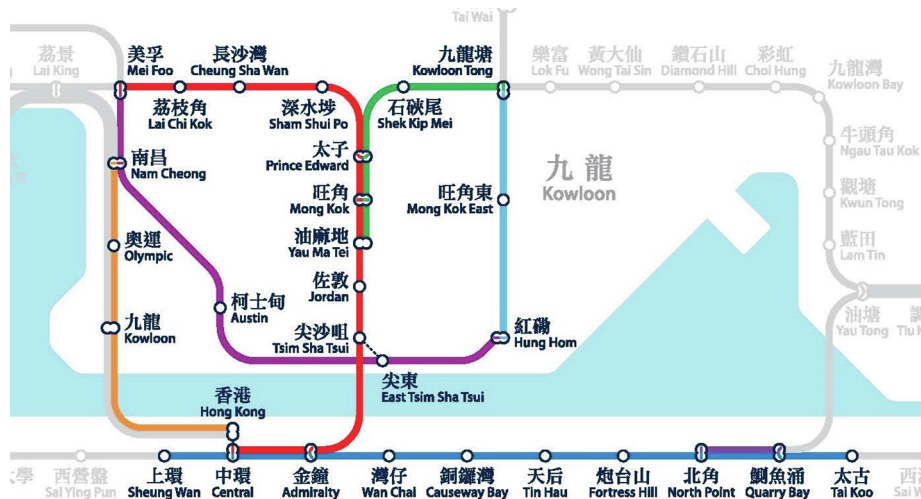 Tai Wai
荔景
Lai King
美孚
Mei Foo
長沙灣
Cheung Sha Wan
九龍塘
Kowloon Tong
樂富
Lok Fu
黃大仙
Wong Tai Sin
鑽石山
Diamond Hill
彩虹
Choi Hung
九龍灣
Kowloon Bay
荔枝角
Lai Chi Kok
深水埗
Sham Shui Po
石硤尾
Shek Kip Mei
牛頭角
Ngau Tau Kok
南昌
Nam Cheong
太子
Prince Edward
九龍
Kowloon
旺角
Mong Kok
旺角東
Mong Kok East
觀塘
Kwun Tong
奧運
Olympic
油麻地
Yau Ma Tei
藍田
Lam Tin
佐敦
Jordan
柯士甸
Austin
九龍
Kowloon
尖沙咀
Tsim Sha Tsui
紅磡
Hung Hom
油塘
Yau Tong
調
Tiu
尖東
East Tsim Sha Tsui
香港
Hong Kong
大學
西營盤
Sai Ying Pun
上環
Sheung Wan
中環
Central
金鐘
Admiralty
灣仔
Wan Chai
銅鑼灣
Causeway Bay
天后
Tin Hau
炮台山
Fortress Hill
北角
North Point
鰂魚涌
Quarry Bay
太古
Tai Koo
西
Sai